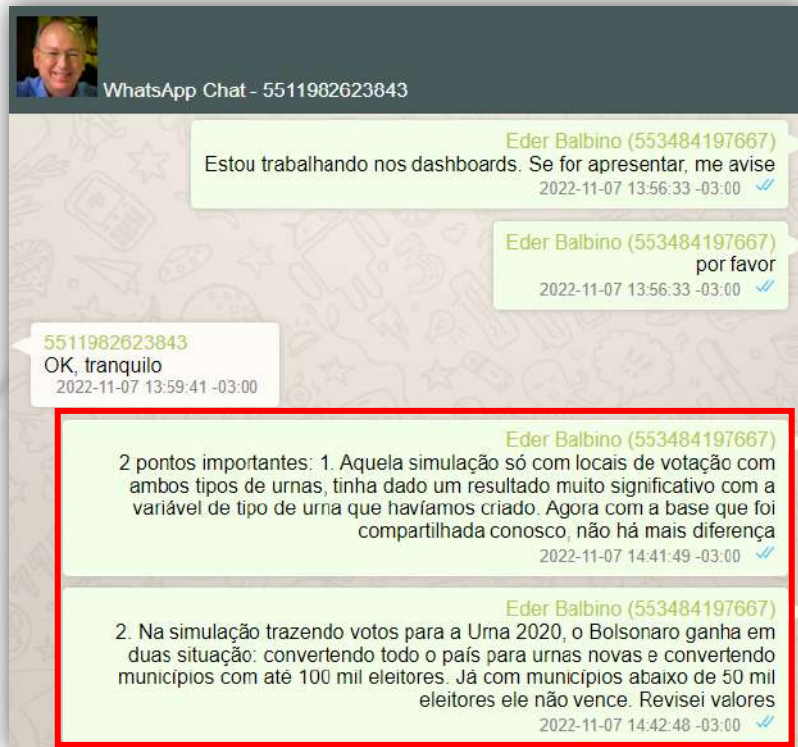 WhatsApp Chat - 5511982623843
Eder Balbino (553484197667)
Estou trabalhando nos dashboards. Se for apresentar, me avise
2022-11-07 13:56:33 -03:00
Eder Balbino (553484197667)
por favor
2022-11-07 13:56:33 -03:00
5511982623843
OK, tranquilo
2022-11-07 13:59:41 -03:00
Eder Balbino (553484197667)
2 pontos importantes: 1. Aquela simulação só com locais de votação com
ambos tipos de urnas, tinha dado um resultado muito significativo com a
variável de tipo de urna que havíamos criado. Agora com a base que foi
compartilhada conosco, não há mais diferença
2022-11-07 14:41:49 -03:00
Eder Balbino (553484197667)
2. Na simulação trazendo votos para a Urna 2020, o Bolsonaro ganha em
duas situação: convertendo todo o país para urnas novas e convertendo
municípios com até 100 mil eleitores. Já com municípios abaixo de 50 mil
eleitores ele não vence. Revisei valores
2022-11-07 14:42:48 -03:00